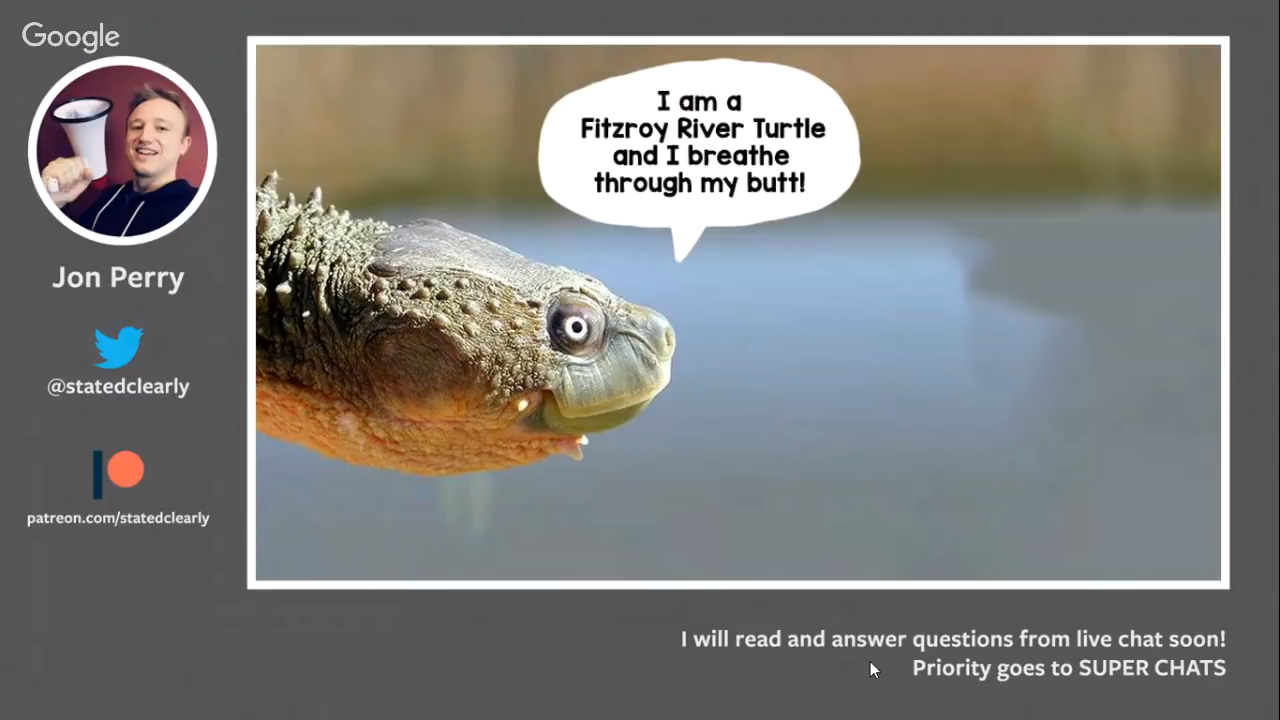 Google
Jon Perry
@statedclearly
patreon.com/statedclearly
I am a
Fitzroy River Turtle
and I breathe
through my butt!
I will read and answer questions from live chat soon!
Priority goes to SUPER CHATS